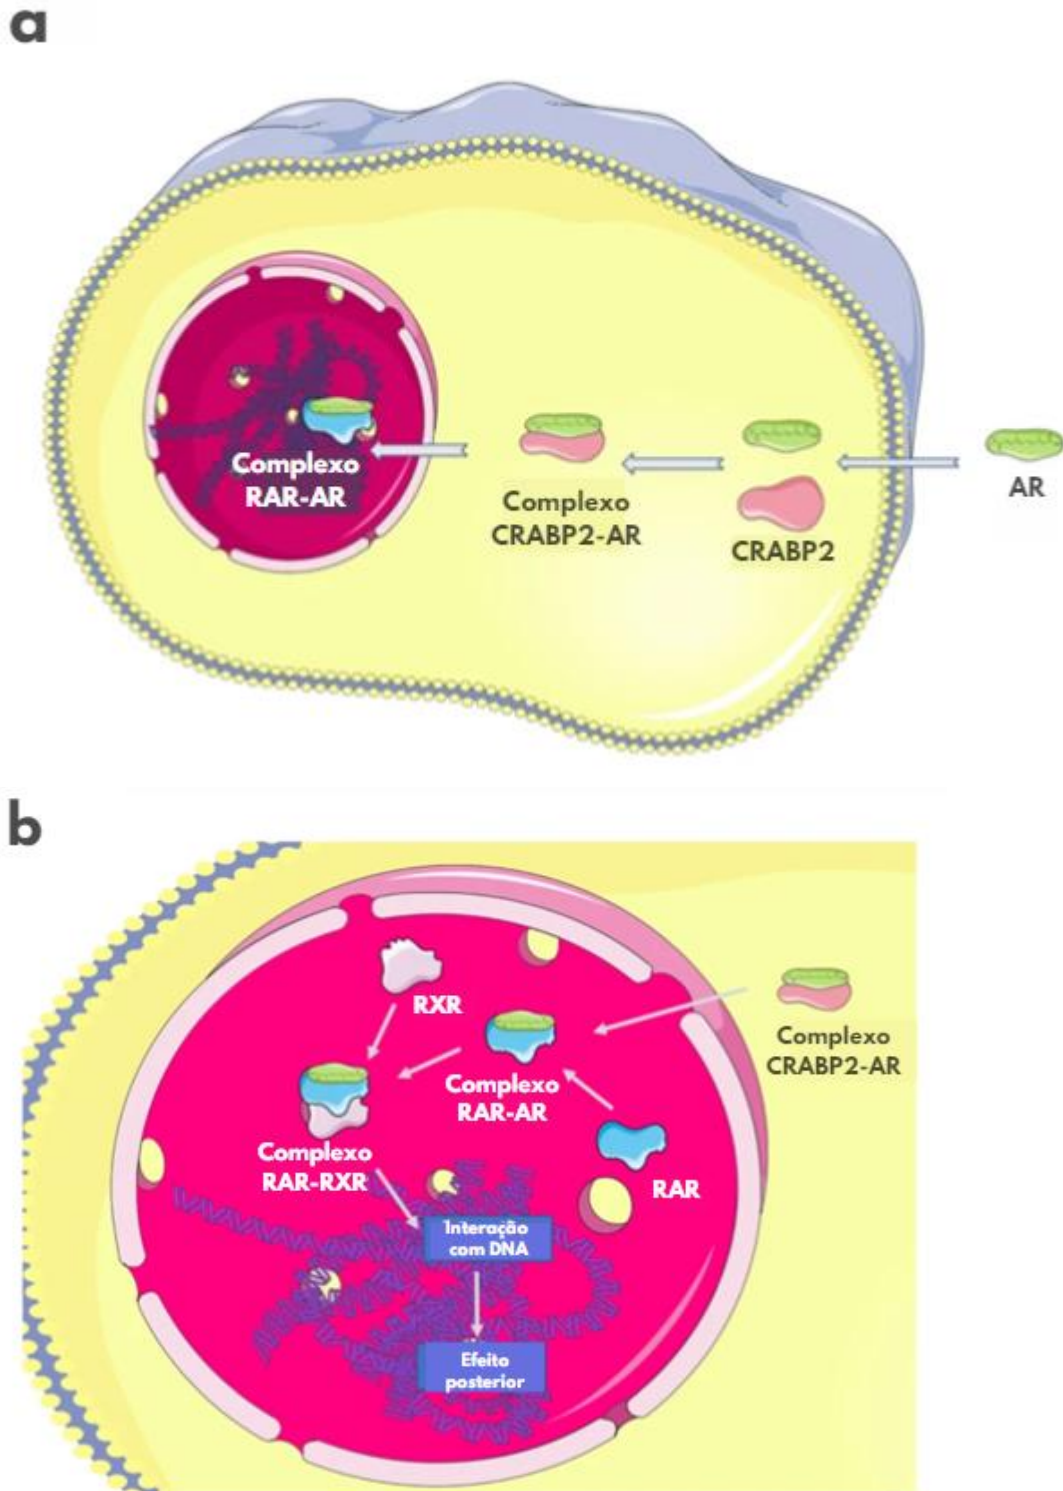 a
Complexo
RAR-AR
Complexo
CRABP2-AR
CRABP2
AR
b
RXR
Complexo
CRABP2-AR
Complexo
RAR-AR
Complexo
RAR-RXR
RAR
Interação
com DNA
Efeito
posterior